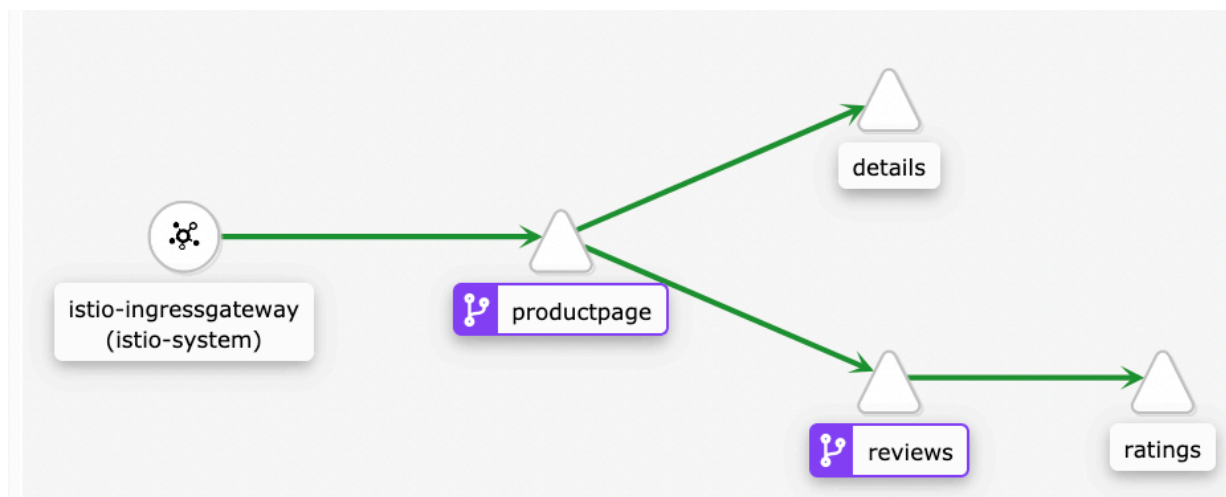 details
istio-ingressgateway
(istio-system)
productpage
reviews
ratings